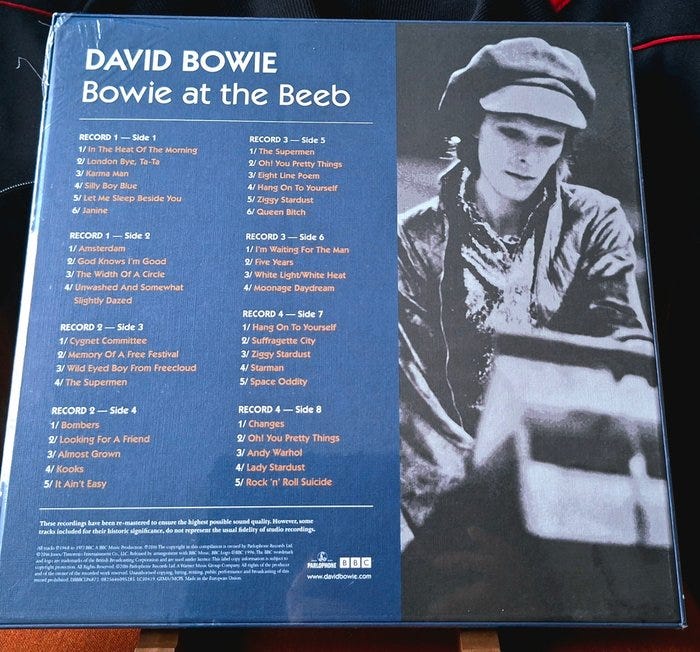 DAVID BOWIE
Bowie at the Beeb
RECORD 1 — Side 1
1/ In The Heat Of The Morning
2/ London Bye, Ta-Ta
3/ Karma Man
4/ Silly Boy Blue
5/ Let Me Sleep Beside You
6/ Janine
RECORD 1 — Side 2
1/ Amsterdam
2/ God Knows I'm Good
3/ The Width Of A Circle
4/ Unwashed And Somewhat
Slightly Dazed
RECORD 2 — Side 3
1/ Cygnet Committee
2/ Memory Of A Free Festival
3/ Wild Eyed Boy From Freecloud
4/ The Supermen
RECORD 2 — Side 4
1/ Bombers
2/ Looking For A Friend
3/ Almost Grown
4/ Kooks
5/ It Ain't Easy
RECORD 3 — Side 5
1/ The Supermen
2/ Oh! You Pretty Things
3/ Eight Line Poem
4/ Hang On To Yourself
5/ Ziggy Stardust
6/ Queen Bitch
RECORD 3 — Side 6
1/ I'm Waiting For The Man
2/ Five Years
3/ White Light/White Heat
4/ Moonage Daydream
RECORD 4 — Side 7
1/ Hang On To Yourself
2/ Suffragette City
3/ Ziggy Stardust
4/ Starman
5/ Space Oddity
RECORD 4 — Side 8
1/ Changes
2/ Oh! You Pretty Things
3/ Andy Warhol
4/ Lady Stardust
5/ Rock 'n' Roll Suicide
These recordings have been re-mastered to ensure the highest possible sound quality. However, some
tracks included for their historic significance, do not represent the usual fidelity of studio recordings.
PARLOPHONE
BBC
www.davidbowie.com